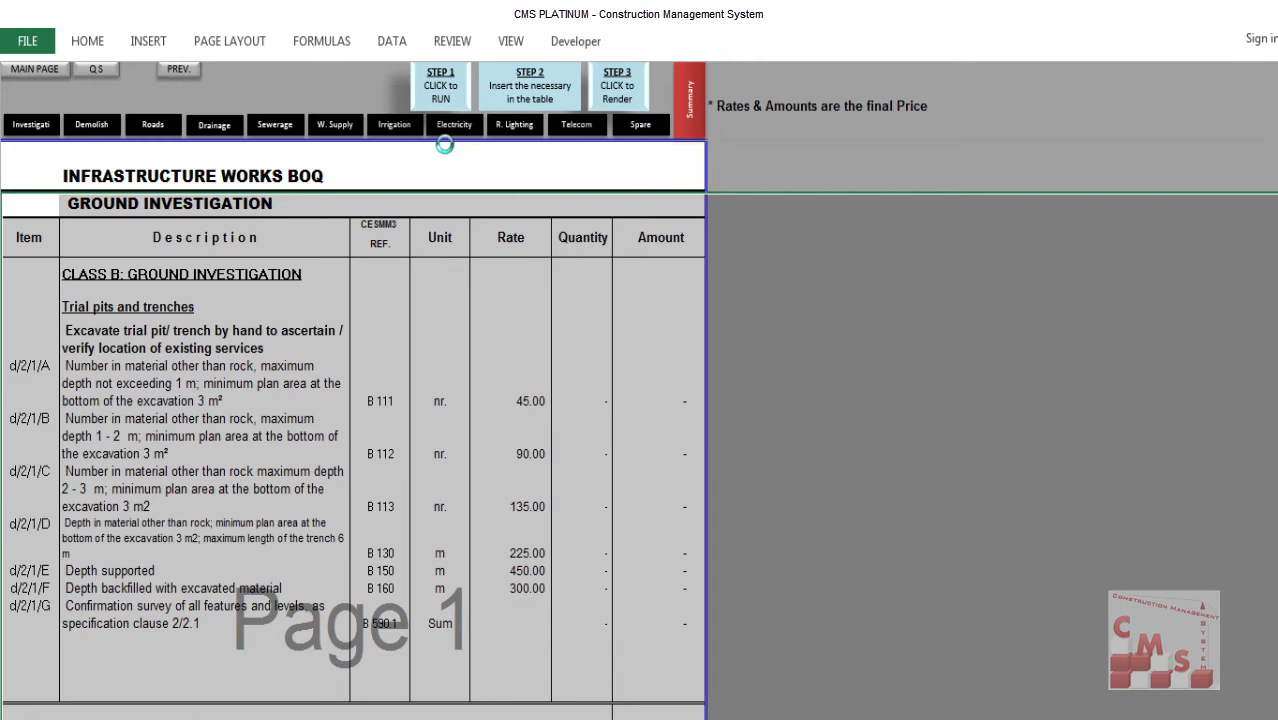 CMS PLATINUM - Construction Management System
FILE HOME INSERT PAGE LAYOUT FORMULAS DATA REVIEW VIEW Developer Sign in
MAIN PAGE Q S PREV.
STEP 1 CLICK to RUN
STEP 2 Insert the necessary in the table
STEP 3 CLICK to Render
Summary
* Rates & Amounts are the final Price
Investigati Demolish Roads Drainage Sewerage W. Supply Irrigation Electricity R. Lighting Telecom Spare
INFRASTRUCTURE WORKS BOQ
GROUND INVESTIGATION
Item Description CESMM3 REF. Unit Rate Quantity Amount
CLASS B: GROUND INVESTIGATION
Trial pits and trenches
Excavate trial pit/ trench by hand to ascertain /
verify location of existing services
d/2/1/A Number in material other than rock, maximum
depth not exceeding 1 m; minimum plan area at the
bottom of the excavation 3 m² B 111 nr. 45.00 - -
d/2/1/B Number in material other than rock, maximum
depth 1 - 2 m; minimum plan area at the bottom of
the excavation 3 m² B 112 nr. 90.00 - -
d/2/1/C Number in material other than rock maximum depth
2 - 3 m; minimum plan area at the bottom of the
excavation 3 m2 B 113 nr. 135.00 - -
d/2/1/D Depth in material other than rock; minimum plan area at the
bottom of the excavation 3 m2; maximum length of the trench 6
m B 130 m 225.00 - -
d/2/1/E Depth supported B 150 m 450.00 - -
d/2/1/F Depth backfilled with excavated material B 160 m 300.00 - -
d/2/1/G Confirmation survey of all features and levels, as
specification clause 2/2.1 B 590.1 Sum - -
Page 1
CONSTRUCTION MANAGEMENT
SYSTEM
CMS